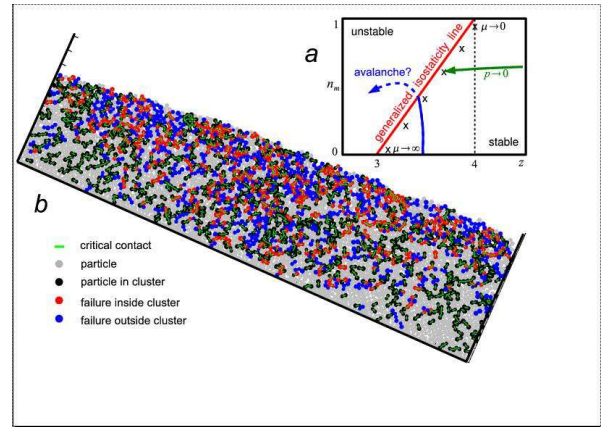 a
unstable
μ→0
avalanche?
generalized isostaticity line
p→0
n_m
μ→∞
stable
1
0
3
4
z
b
critical contact
particle
particle in cluster
failure inside cluster
failure outside cluster